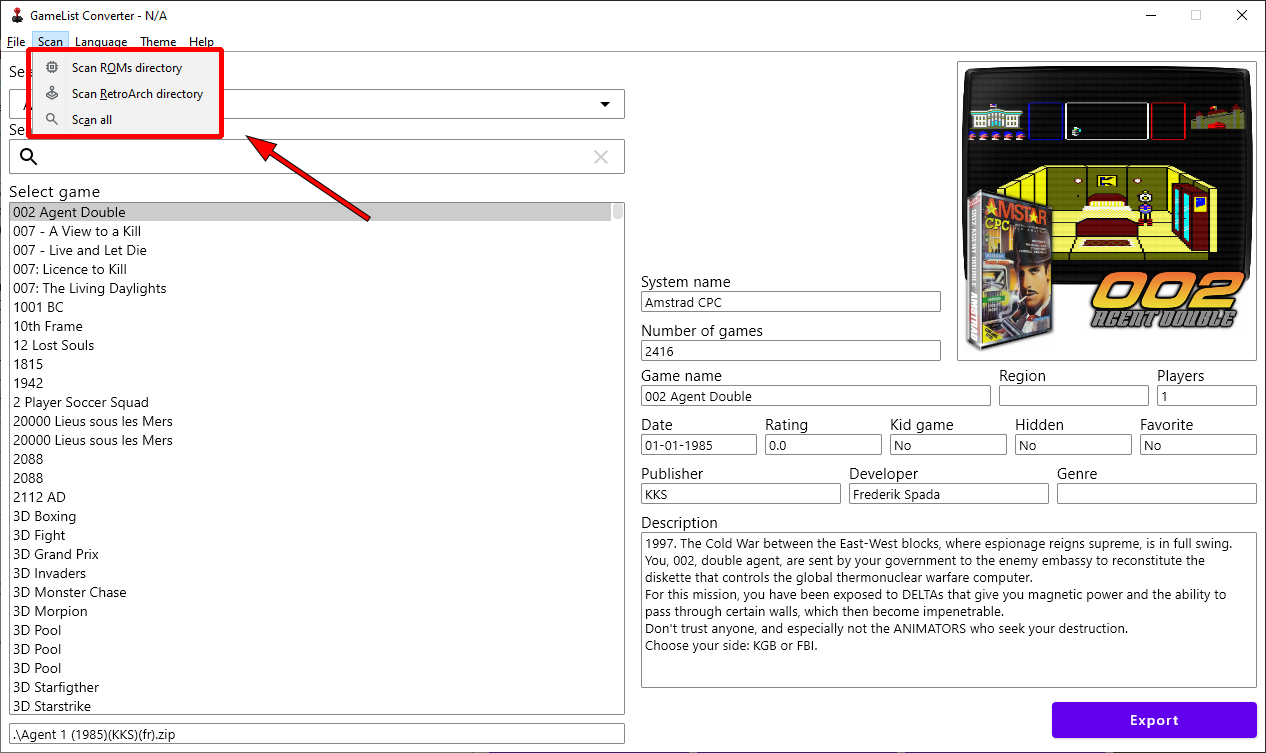 GameList Converter - N/A
File Scan Language Theme Help
Scan ROMs directory
Scan RetroArch directory
Scan all
Select game
002 Agent Double
007 - A View to a Kill
007 - Live and Let Die
007: Licence to Kill
007: The Living Daylights
1001 BC
10th Frame
12 Lost Souls
1815
1942
2 Player Soccer Squad
20000 Lieus sous les Mers
20000 Lieus sous les Mers
2088
2088
2112 AD
3D Boxing
3D Fight
3D Grand Prix
3D Invaders
3D Monster Chase
3D Morpion
3D Pool
3D Pool
3D Pool
3D Starfigther
3D Starstrike
.\Agent 1 (1985)(KKS)(fr).zip
AMSTAR
CPC
002 AGENT DOUBLE
AMSTRAD
002
AGENT DOUBLE
System name
Amstrad CPC
Number of games
2416
Game name Region Players
002 Agent Double 1
Date Rating Kid game Hidden Favorite
01-01-1985 0.0 No No No
Publisher Developer Genre
KKS Frederik Spada
Description
1997. The Cold War between the East-West blocks, where espionage reigns supreme, is in full swing.
You, 002, double agent, are sent by your government to the enemy embassy to reconstitute the
diskette that controls the global thermonuclear warfare computer.
For this mission, you have been exposed to DELTAs that give you magnetic power and the ability to
pass through certain walls, which then become impenetrable.
Don't trust anyone, and especially not the ANIMATORS who seek your destruction.
Choose your side: KGB or FBI.
Export